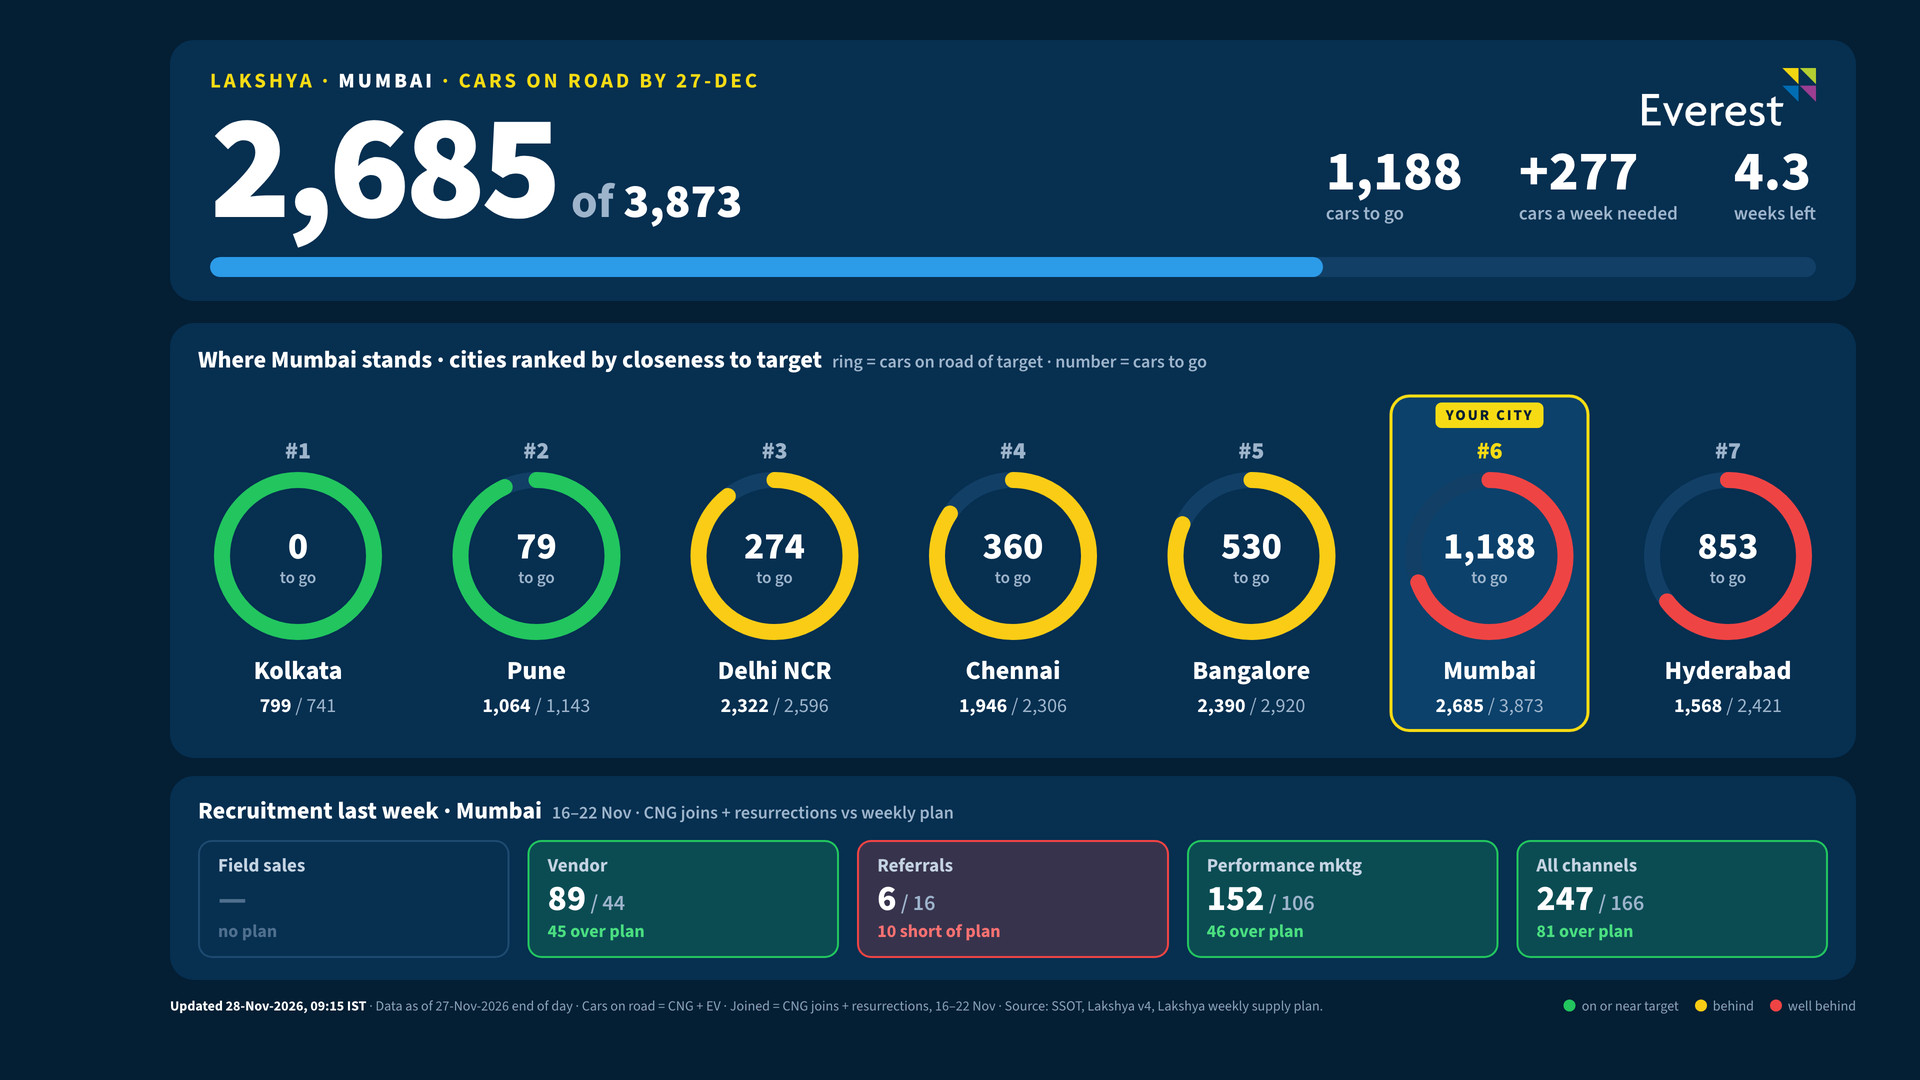 LAKSHYA · MUMBAI · CARS ON ROAD BY 27-DEC
Everest
2,685 of 3,873
1,188
cars to go
+277
cars a week needed
4.3
weeks left
Where Mumbai stands · cities ranked by closeness to target ring = cars on road of target · number = cars to go
YOUR CITY
#1 #2 #3 #4 #5 #6 #7
0 79 274 360 530 1,188 853
to go to go to go to go to go to go to go
Kolkata Pune Delhi NCR Chennai Bangalore Mumbai Hyderabad
799 / 741 1,064 / 1,143 2,322 / 2,596 1,946 / 2,306 2,390 / 2,920 2,685 / 3,873 1,568 / 2,421
Recruitment last week · Mumbai 16–22 Nov · CNG joins + resurrections vs weekly plan
Field sales
—
no plan
Vendor
89 / 44
45 over plan
Referrals
6 / 16
10 short of plan
Performance mktg
152 / 106
46 over plan
All channels
247 / 166
81 over plan
Updated 28-Nov-2026, 09:15 IST · Data as of 27-Nov-2026 end of day · Cars on road = CNG + EV · Joined = CNG joins + resurrections, 16–22 Nov · Source: SSOT, Lakshya v4, Lakshya weekly supply plan.
on or near target behind well behind